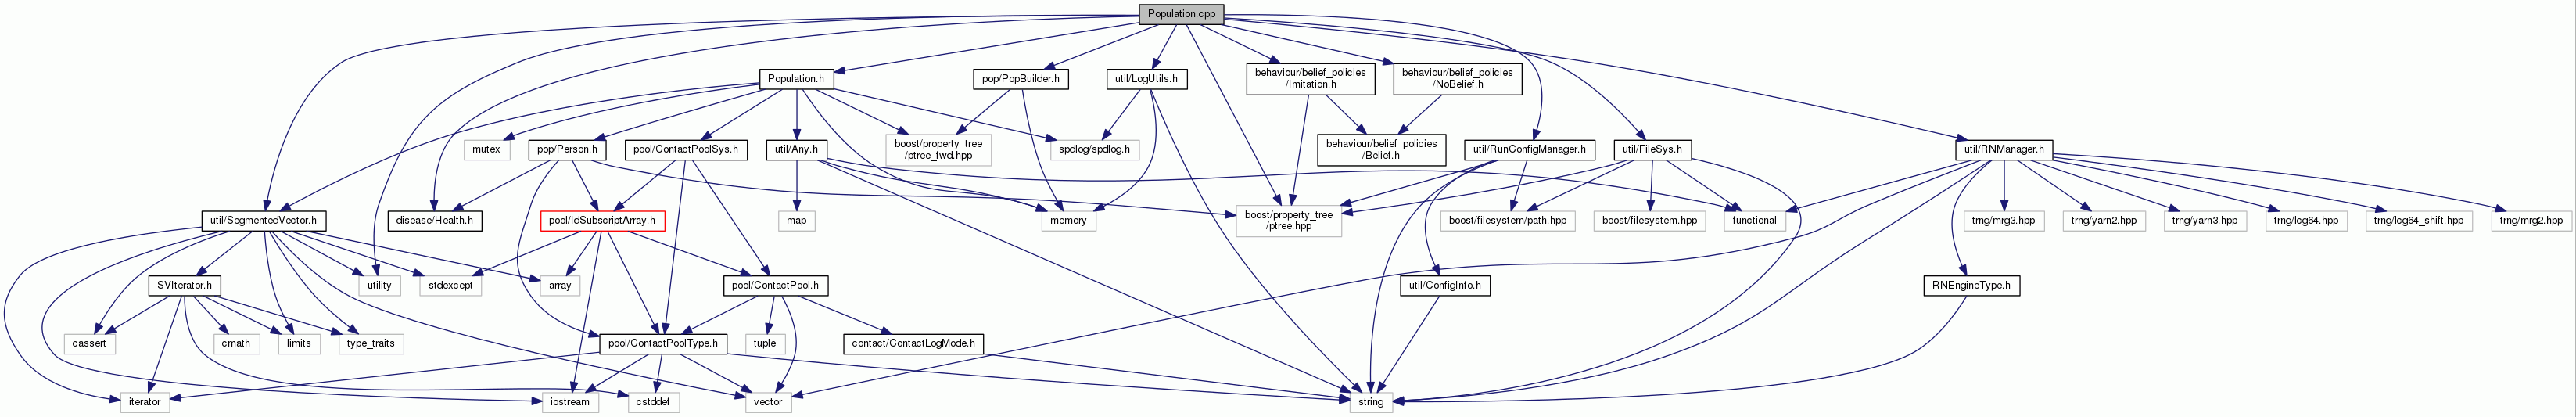 Population.cpp
Population.h
pop/PopBuilder.h
util/LogUtils.h
behaviour/belief_policies
/Imitation.h
behaviour/belief_policies
/NoBelief.h
mutex
pop/Person.h
pool/ContactPoolSys.h
util/Any.h
boost/property_tree
/ptree_fwd.hpp
spdlog/spdlog.h
behaviour/belief_policies
/Belief.h
util/RunConfigManager.h
util/FileSys.h
util/RNManager.h
util/SegmentedVector.h
disease/Health.h
pool/IdSubscriptArray.h
map
memory
boost/property_tree
/ptree.hpp
boost/filesystem/path.hpp
boost/filesystem.hpp
functional
trng/mrg3.hpp
trng/yarn2.hpp
trng/yarn3.hpp
trng/lcg64.hpp
trng/lcg64_shift.hpp
trng/mrg2.hpp
SVIterator.h
utility
stdexcept
array
pool/ContactPool.h
util/ConfigInfo.h
RNEngineType.h
cassert
cmath
limits
type_traits
pool/ContactPoolType.h
tuple
contact/ContactLogMode.h
iterator
iostream
cstddef
vector
string